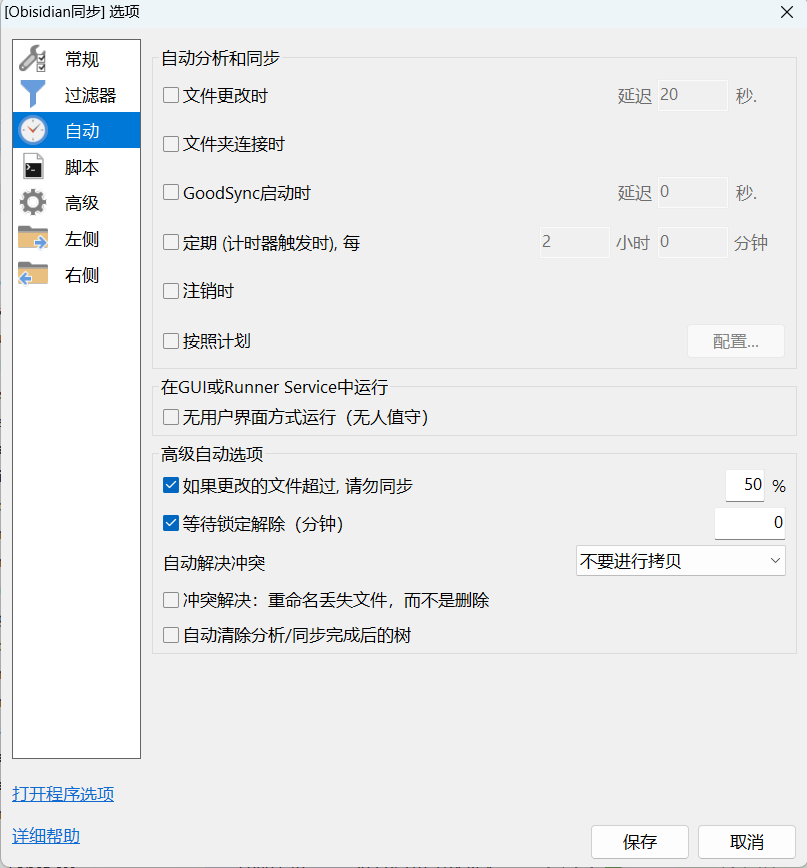 [Obisidian同步] 选项
常规
过滤器
自动
脚本
高级
左侧
右侧
自动分析和同步
文件更改时 延迟 20 秒.
文件夹连接时
GoodSync启动时 延迟 0 秒.
定期 (计时器触发时), 每 2 小时 0 分钟
注销时
按照计划 配置...
在GUI或Runner Service中运行
无用户界面方式运行（无人值守）
高级自动选项
如果更改的文件超过, 请勿同步 50 %
等待锁定解除（分钟） 0
自动解决冲突 不要进行拷贝
冲突解决：重命名丢失文件，而不是删除
自动清除分析/同步完成后的树
打开程序选项
详细帮助
保存 取消